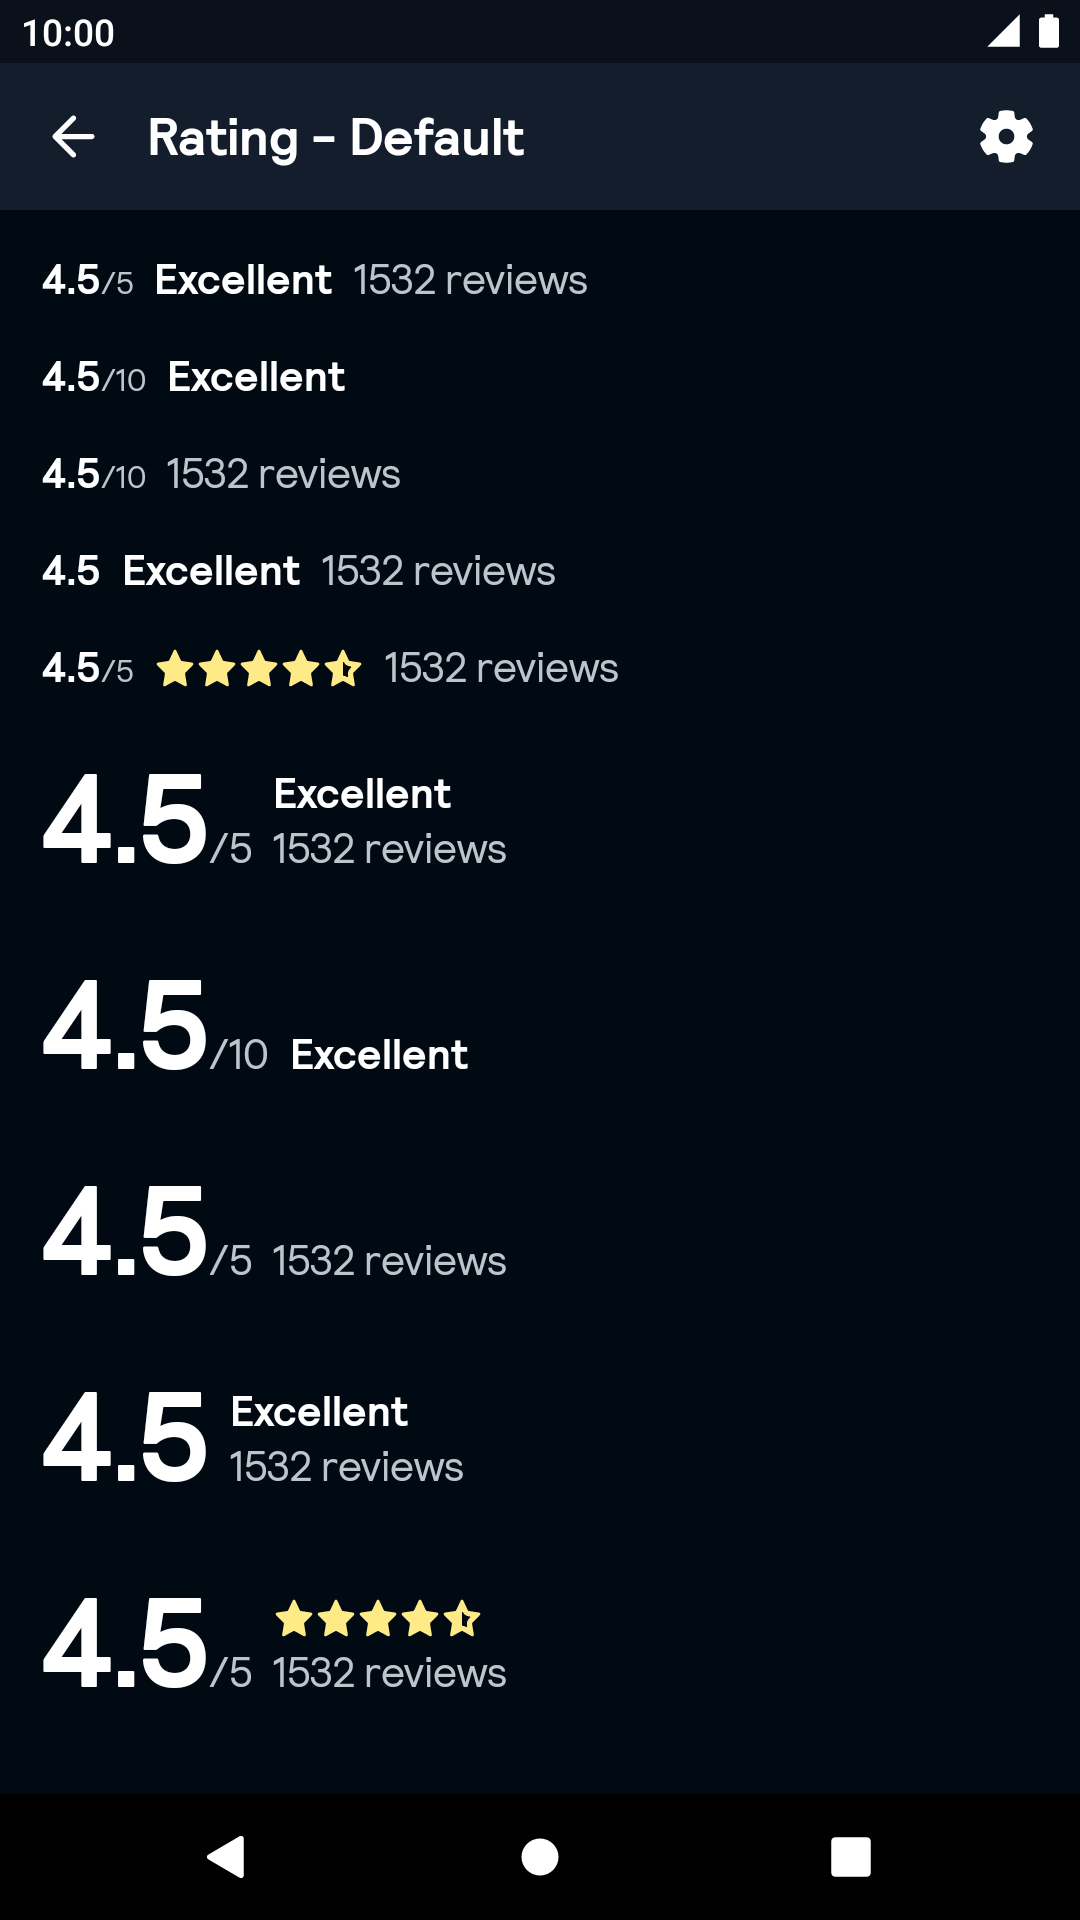 10:00
Rating - Default
4.5/5 Excellent 1532 reviews
4.5/10 Excellent
4.5/10 1532 reviews
4.5 Excellent 1532 reviews
4.5/5 1532 reviews
Excellent
4.5/5 1532 reviews
4.5/10 Excellent
4.5/5 1532 reviews
Excellent
4.5 1532 reviews
4.5/5 1532 reviews